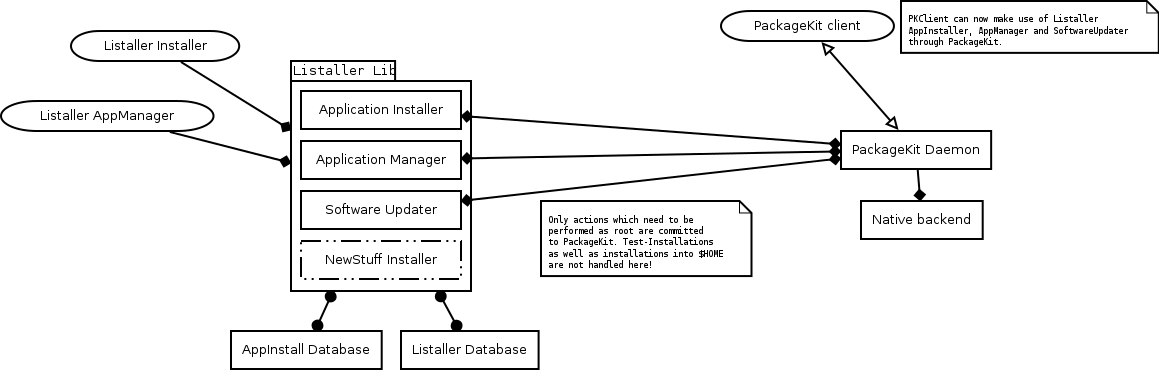 PackageKit client
PKClient can now make use of Listaller
AppInstaller, AppManager and SoftwareUpdater
through PackageKit.
Listaller Installer
Listaller Lib
Listaller AppManager
Application Installer
Application Manager
PackageKit Daemon
Software Updater
Only actions which need to be
performed as root are committed
to PackageKit. Test-Installations
as well as installations into $HOME
are not handled here!
Native backend
NewStuff Installer
AppInstall Database
Listaller Database